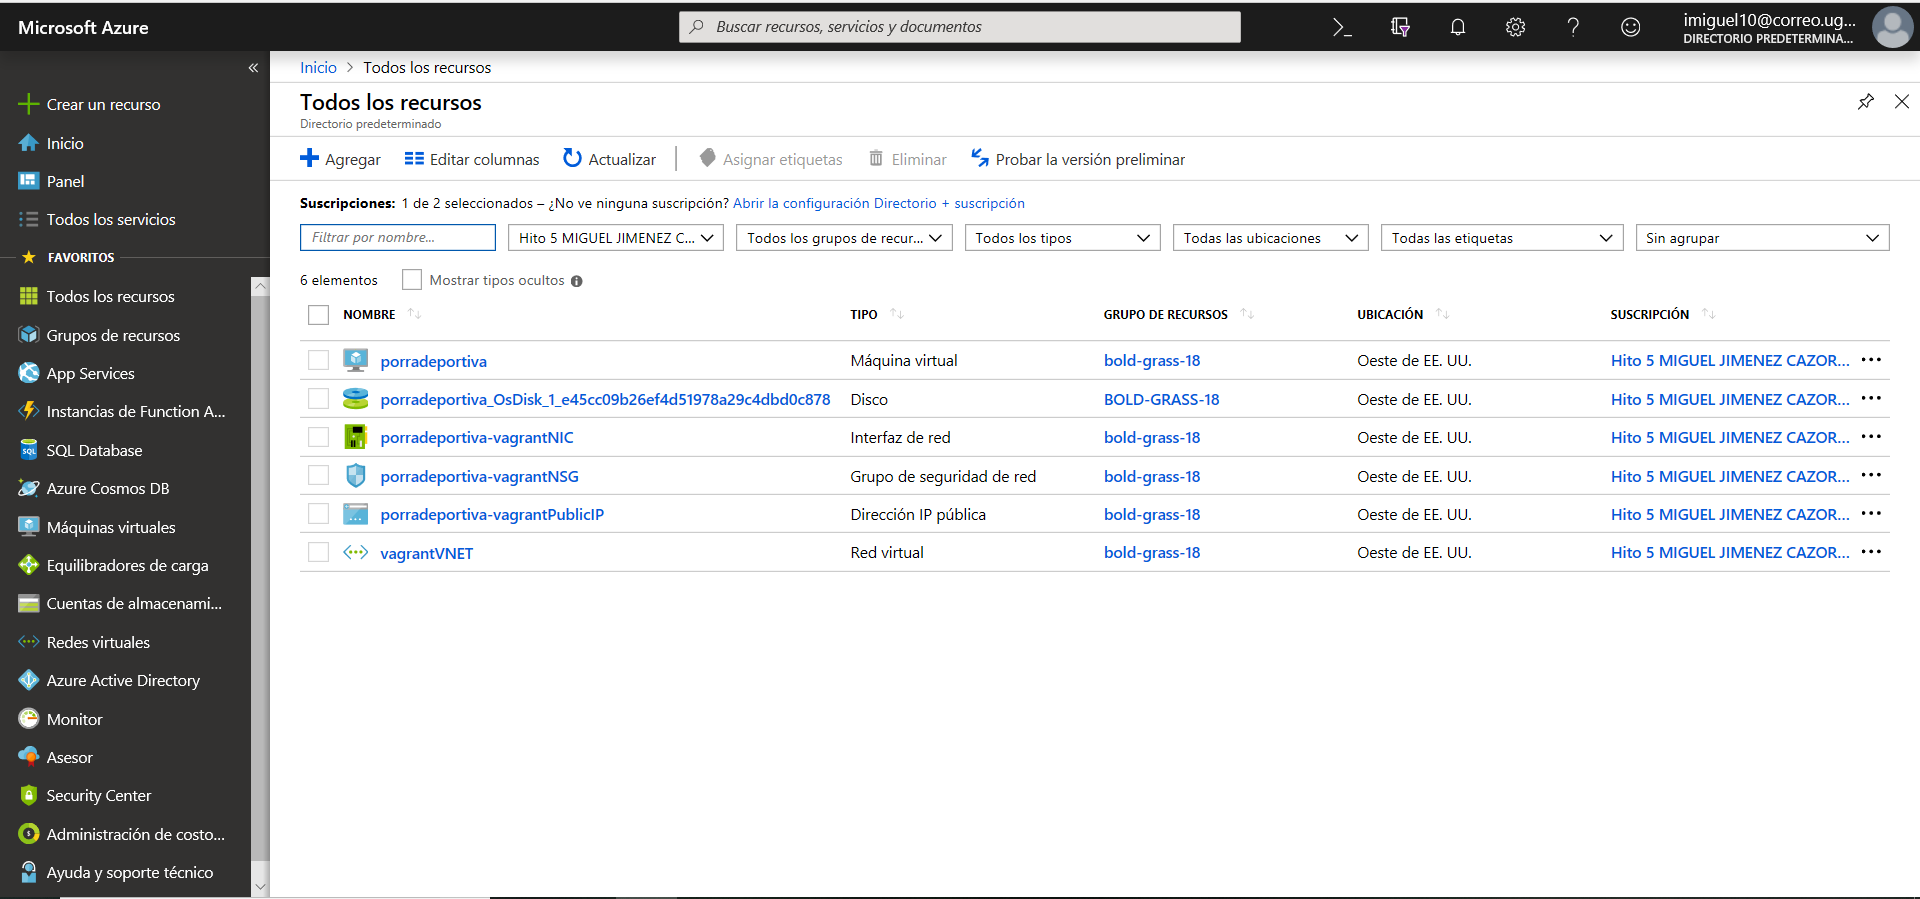 Microsoft Azure
Buscar recursos, servicios y documentos
imiguel10@correo.ug...
DIRECTORIO PREDETERMINA...
Crear un recurso
Inicio
Panel
Todos los servicios
FAVORITOS
Todos los recursos
Grupos de recursos
App Services
Instancias de Function A...
SQL Database
Azure Cosmos DB
Máquinas virtuales
Equilibradores de carga
Cuentas de almacenami...
Redes virtuales
Azure Active Directory
Monitor
Asesor
Security Center
Administración de costo...
Ayuda y soporte técnico
Inicio > Todos los recursos
Todos los recursos
Directorio predeterminado
Agregar Editar columnas Actualizar Asignar etiquetas Eliminar Probar la versión preliminar
Suscripciones: 1 de 2 seleccionados – ¿No ve ninguna suscripción? Abrir la configuración Directorio + suscripción
Filtrar por nombre... Hito 5 MIGUEL JIMENEZ C... Todos los grupos de recur... Todos los tipos Todas las ubicaciones Todas las etiquetas Sin agrupar
6 elementos Mostrar tipos ocultos
NOMBRE TIPO GRUPO DE RECURSOS UBICACIÓN SUSCRIPCIÓN
porradeportiva Máquina virtual bold-grass-18 Oeste de EE. UU. Hito 5 MIGUEL JIMENEZ CAZOR...
porradeportiva_OsDisk_1_e45cc09b26ef4d51978a29c4dbd0c878 Disco BOLD-GRASS-18 Oeste de EE. UU. Hito 5 MIGUEL JIMENEZ CAZOR...
porradeportiva-vagrantNIC Interfaz de red bold-grass-18 Oeste de EE. UU. Hito 5 MIGUEL JIMENEZ CAZOR...
porradeportiva-vagrantNSG Grupo de seguridad de red bold-grass-18 Oeste de EE. UU. Hito 5 MIGUEL JIMENEZ CAZOR...
porradeportiva-vagrantPublicIP Dirección IP pública bold-grass-18 Oeste de EE. UU. Hito 5 MIGUEL JIMENEZ CAZOR...
vagrantVNET Red virtual bold-grass-18 Oeste de EE. UU. Hito 5 MIGUEL JIMENEZ CAZOR...